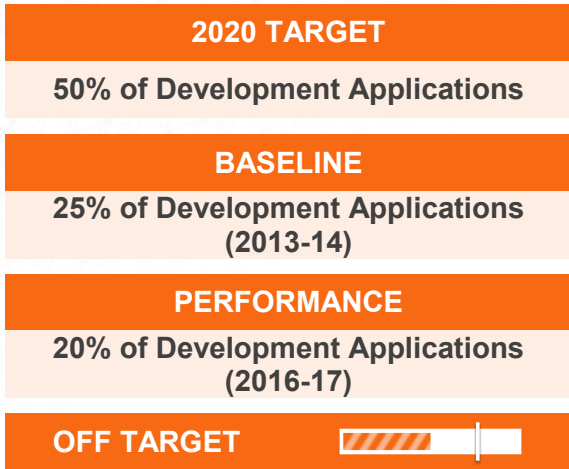 2020 TARGET
50% of Development Applications
BASELINE
25% of Development Applications
(2013-14)
PERFORMANCE
20% of Development Applications
(2016-17)
OFF TARGET